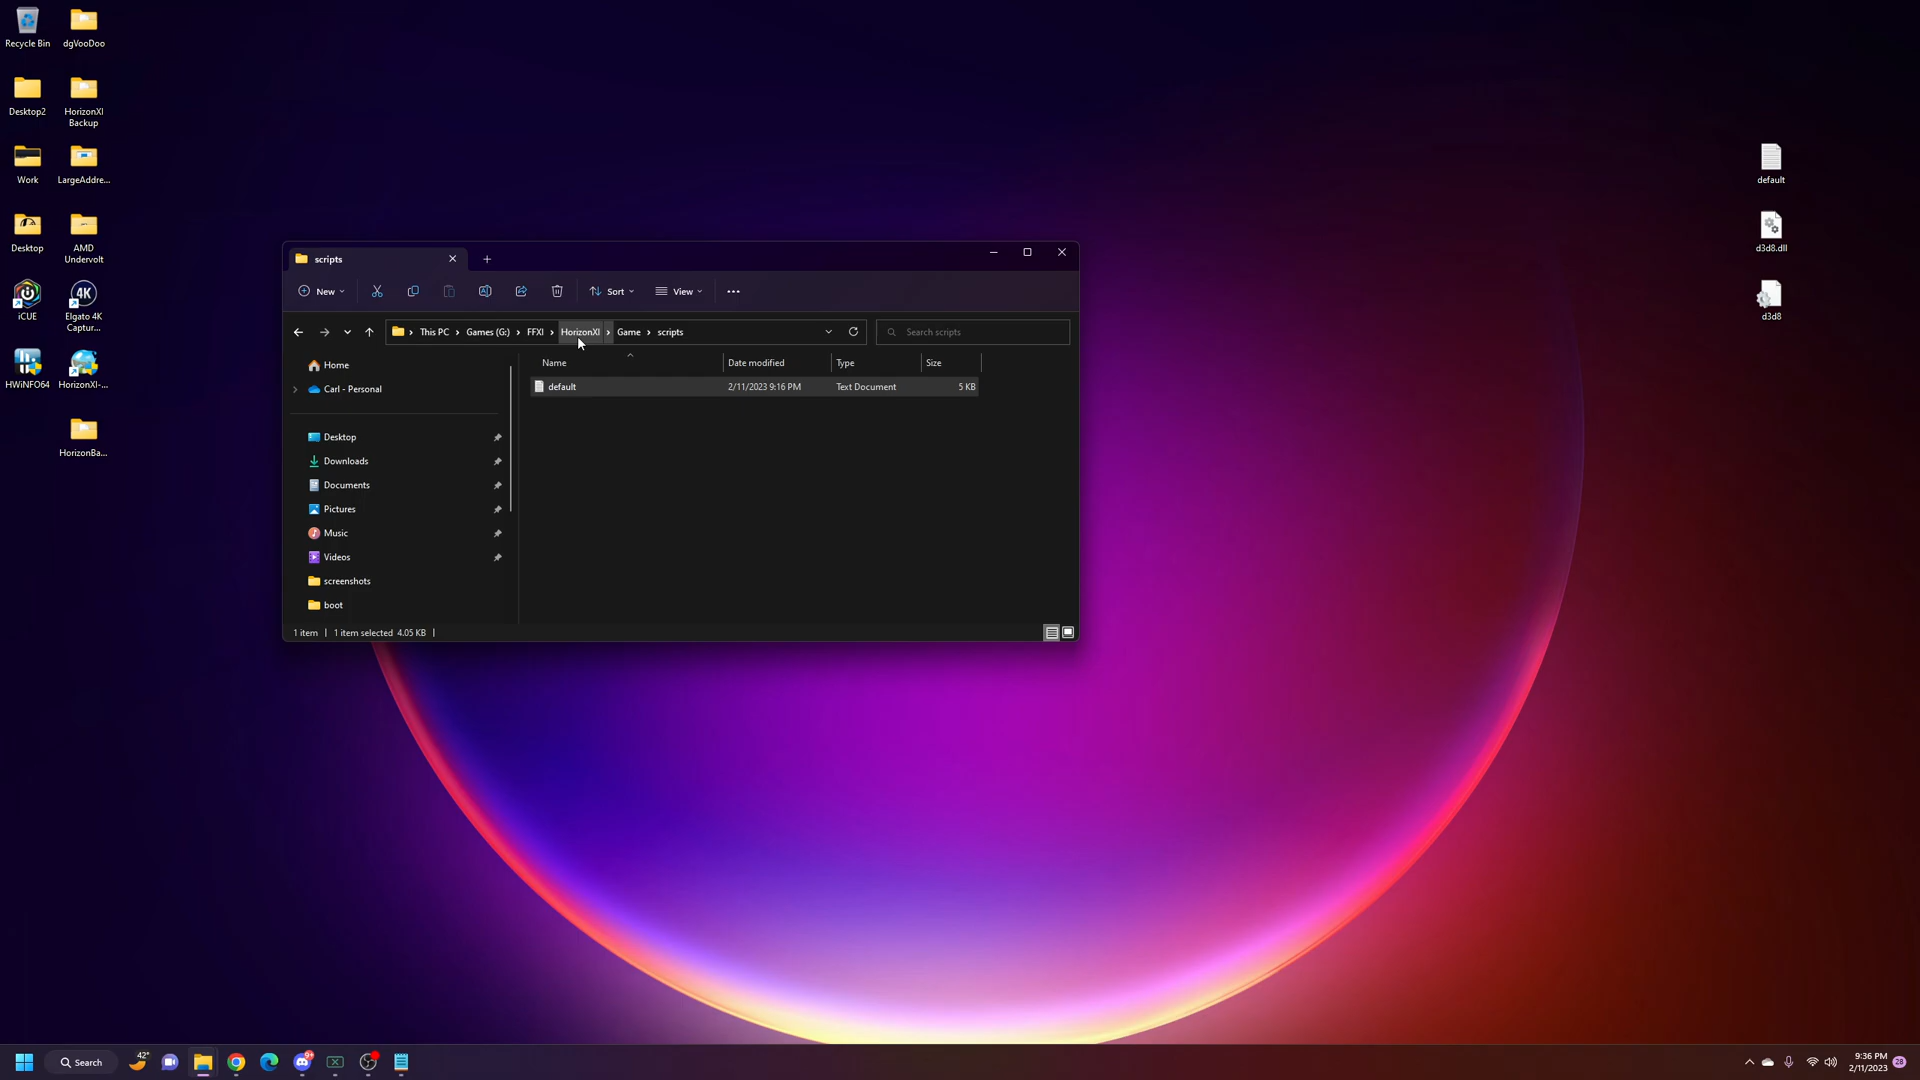 Recycle Bin
dgVooDoo
Desktop2
HorizonXI
Backup
Work
LargeAddre...
Desktop
AMD
Undervolt
iCUE
Elgato 4K
Captur...
HWiNFO64
HorizonXI-...
HorizonBa...
default
d3d8.dll
d3d8
scripts
New
Sort
View
This PC
Games (G:)
FFXI
HorizonXI
Game
scripts
Search scripts
Home
Carl - Personal
Desktop
Downloads
Documents
Pictures
Music
Videos
screenshots
boot
Name
Date modified
Type
Size
default
2/11/2023 9:16 PM
Text Document
5 KB
1 item
1 item selected 4.05 KB
Search
42°
9:36 PM
2/11/2023
28